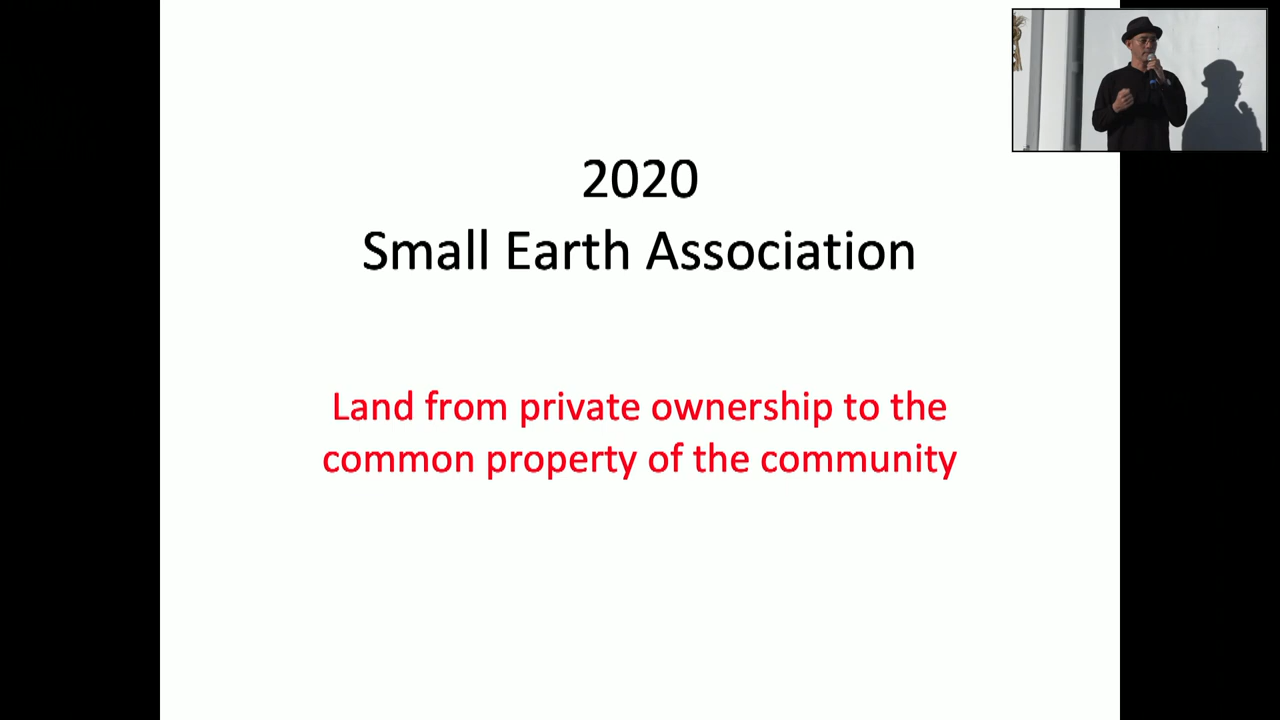 2020
Small Earth Association
Land from private ownership to the
common property of the community